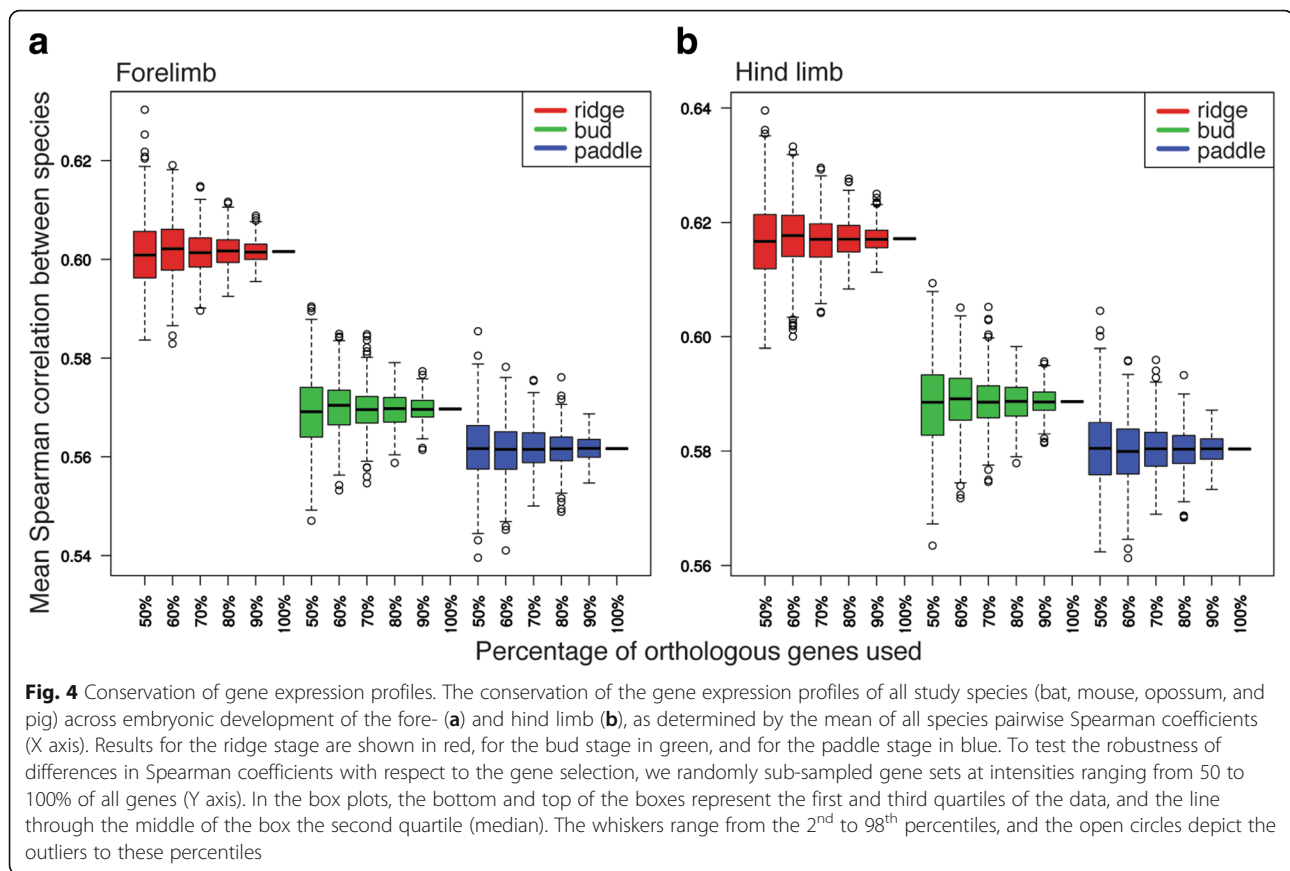 a
Forelimb
Mean Spearman correlation between species
0.62
0.60
0.58
0.56
0.54
ridge
bud
paddle
50% 60% 70% 80% 90% 100% 50% 60% 70% 80% 90% 100% 50% 60% 70% 80% 90% 100%
b
Hind limb
0.64
0.62
0.60
0.58
0.56
ridge
bud
paddle
50% 60% 70% 80% 90% 100% 50% 60% 70% 80% 90% 100% 50% 60% 70% 80% 90% 100%
Percentage of orthologous genes used
Fig. 4 Conservation of gene expression profiles. The conservation of the gene expression profiles of all study species (bat, mouse, opossum, and
pig) across embryonic development of the fore- (a) and hind limb (b), as determined by the mean of all species pairwise Spearman coefficients
(X axis). Results for the ridge stage are shown in red, for the bud stage in green, and for the paddle stage in blue. To test the robustness of
differences in Spearman coefficients with respect to the gene selection, we randomly sub-sampled gene sets at intensities ranging from 50 to
100% of all genes (Y axis). In the box plots, the bottom and top of the boxes represent the first and third quartiles of the data, and the line
through the middle of the box the second quartile (median). The whiskers range from the 2nd to 98th percentiles, and the open circles depict the
outliers to these percentiles